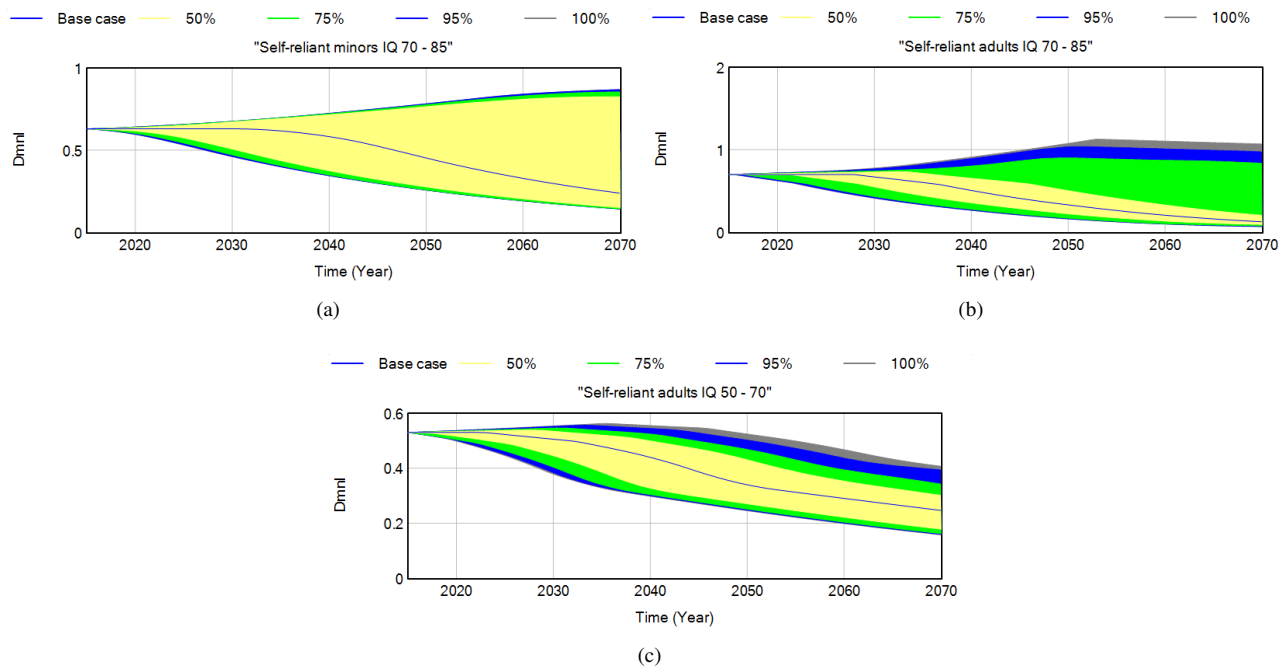 Base case 50% 75% 95% 100%
"Self-reliant minors IQ 70 - 85"
1
0.5
0
Dmnl
2020 2030 2040 2050 2060 2070
Time (Year)
(a)
Base case 50% 75% 95% 100%
"Self-reliant adults IQ 70 - 85"
2
1
0
Dmnl
2020 2030 2040 2050 2060 2070
Time (Year)
(b)
Base case 50% 75% 95% 100%
"Self-reliant adults IQ 50 - 70"
0.6
0.4
0.2
0
Dmnl
2020 2030 2040 2050 2060 2070
Time (Year)
(c)